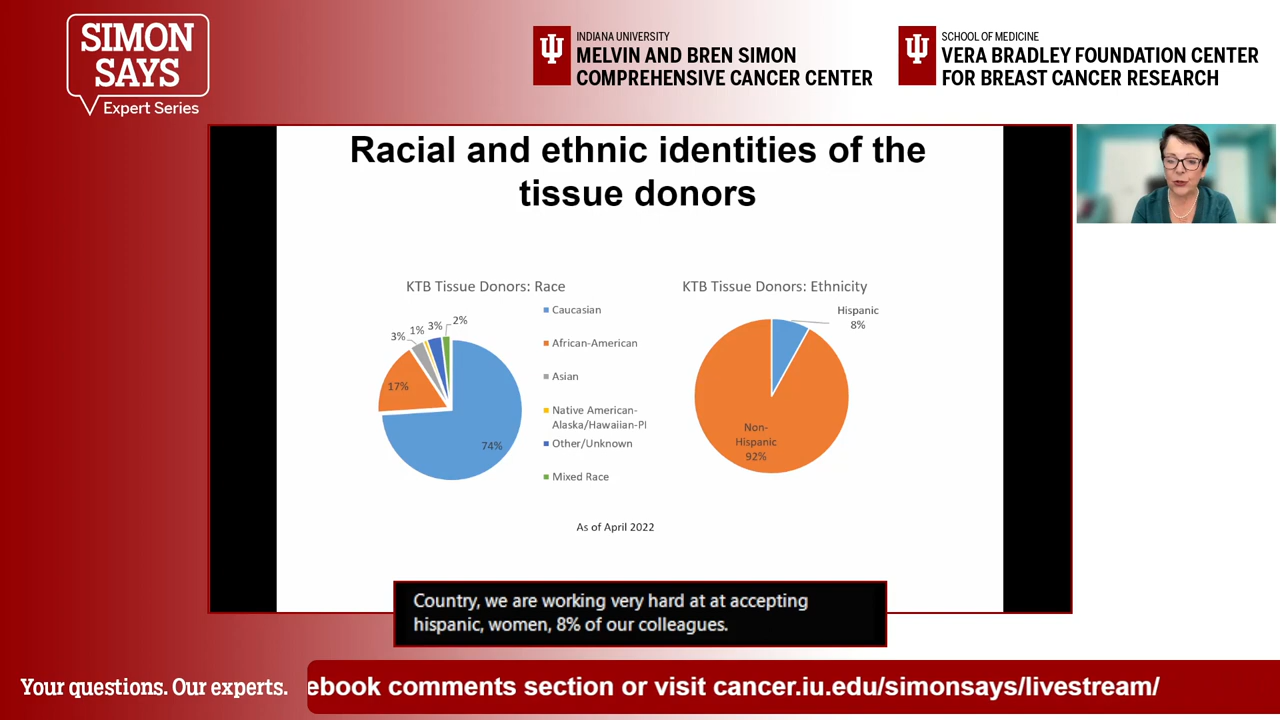 SIMON
SAYS
Expert Series
INDIANA UNIVERSITY
MELVIN AND BREN SIMON
COMPREHENSIVE CANCER CENTER
SCHOOL OF MEDICINE
VERA BRADLEY FOUNDATION CENTER
FOR BREAST CANCER RESEARCH
Racial and ethnic identities of the
tissue donors
KTB Tissue Donors: Race
3%
1%
3%
2%
17%
74%
Caucasian
African-American
Asian
Native American-
Alaska/Hawaiian-PI
Other/Unknown
Mixed Race
KTB Tissue Donors: Ethnicity
Hispanic
8%
Non-
Hispanic
92%
As of April 2022
Country, we are working very hard at at accepting
hispanic, women, 8% of our colleagues.
Your questions. Our experts.
ebook comments section or visit cancer.iu.edu/simonsays/livestream/